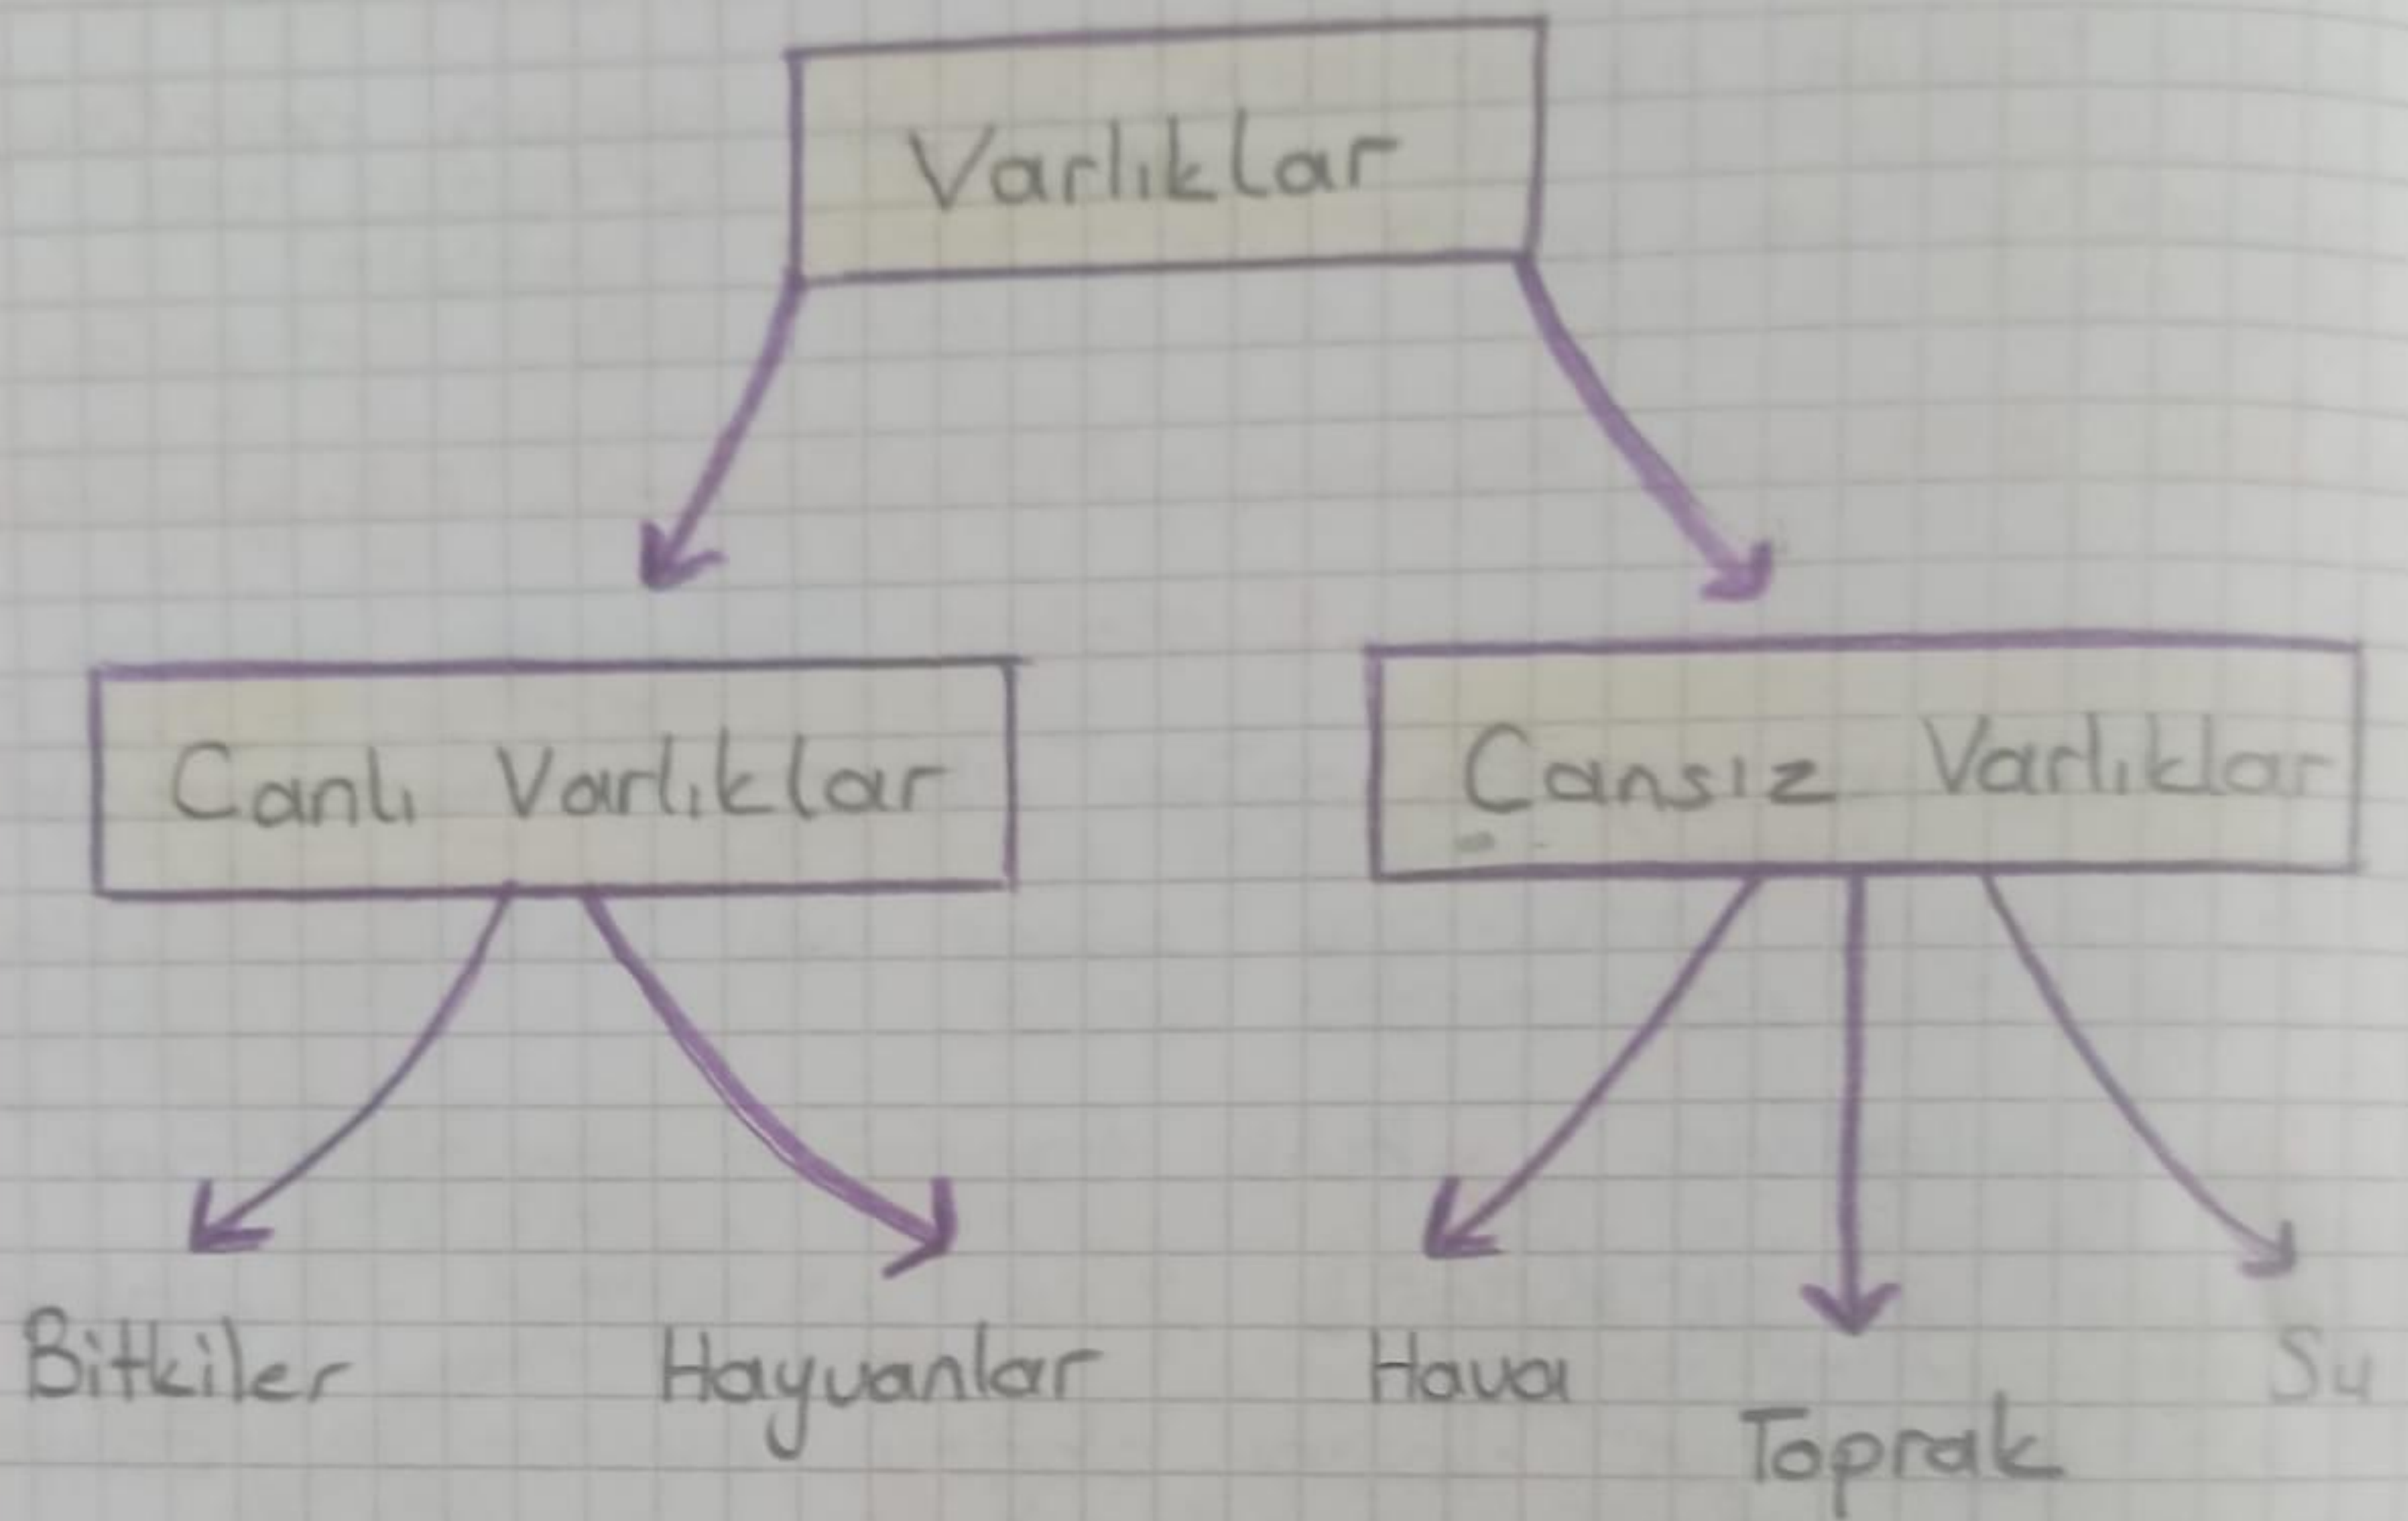 Varlıklar
Canlı Varlıklar
Cansız Varlıklar
Bitkiler
Hayvanlar
Hava
Toprak
Su